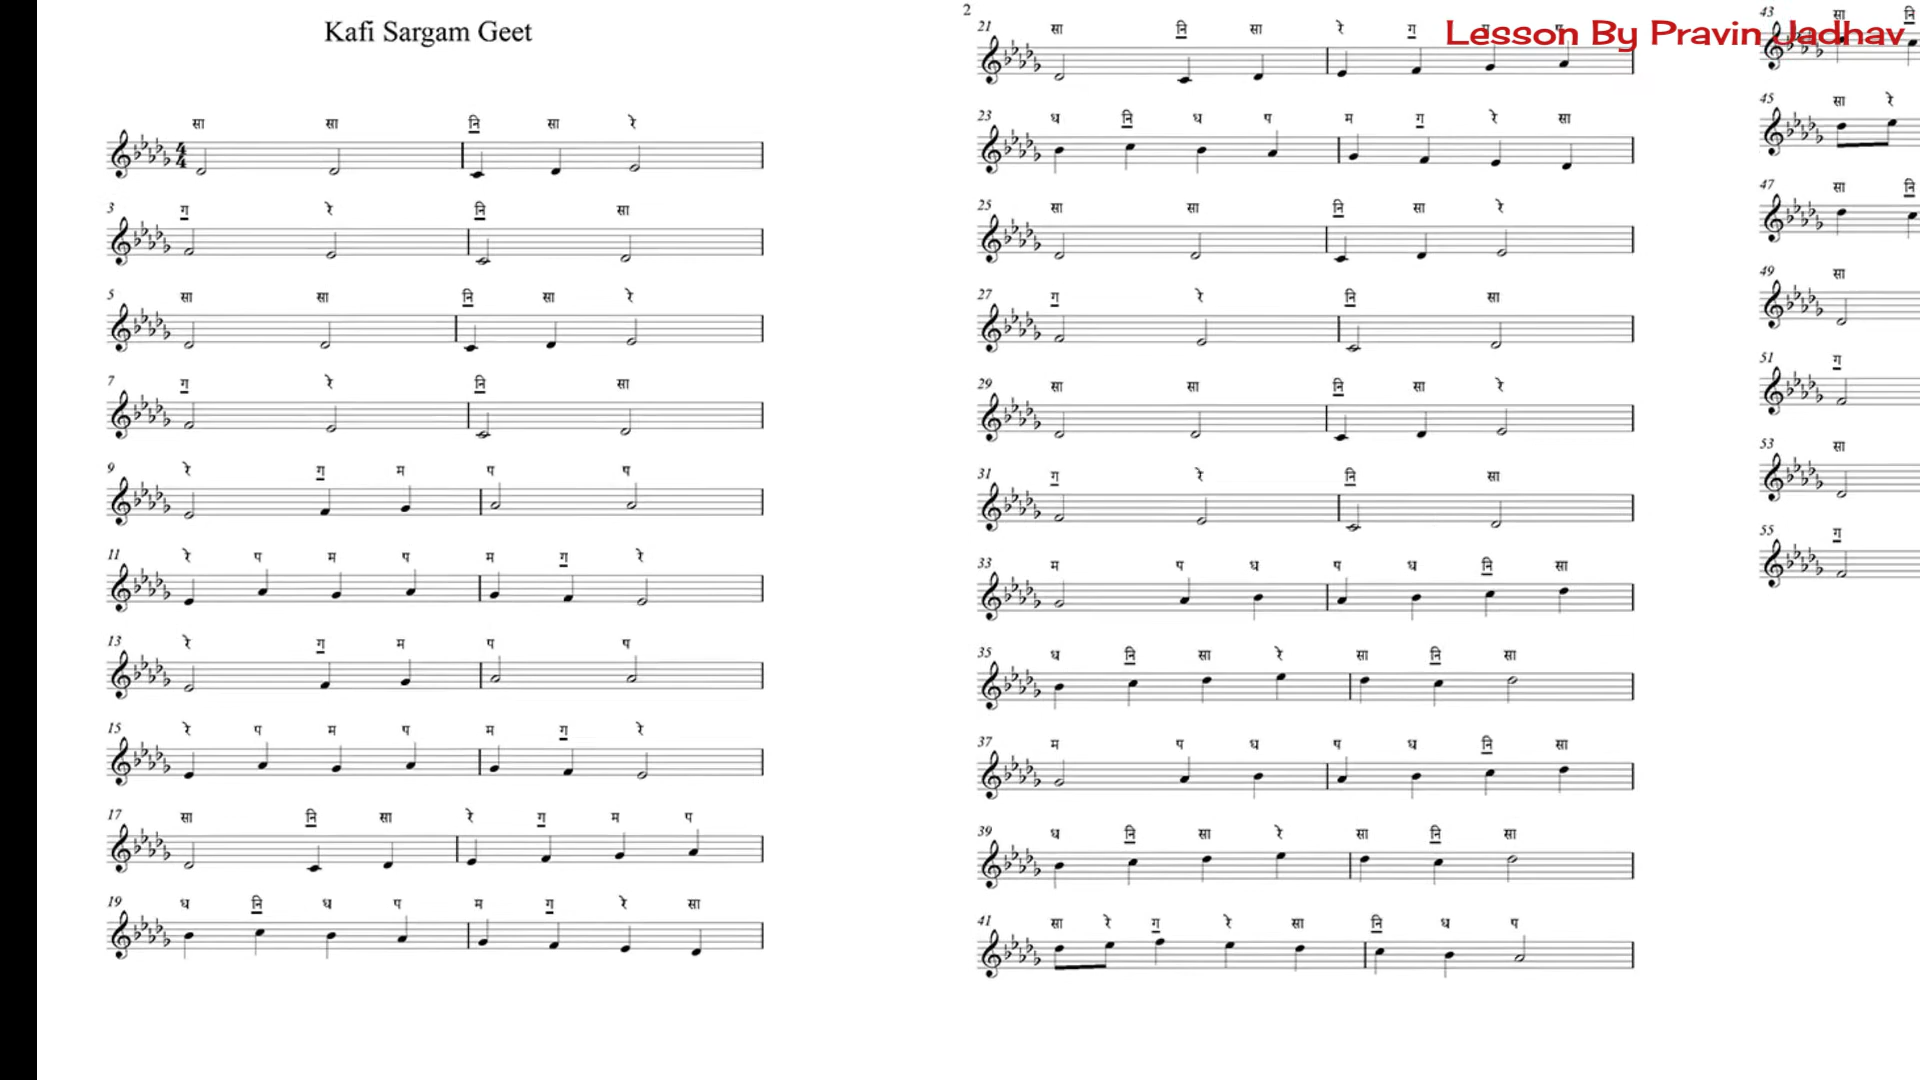 Kafi Sargam Geet
सा सा नि॒ सा रे
3
ग॒ रे नि॒ सा
5
सा सा नि॒ सा रे
7
ग॒ रे नि॒ सा
9
रे ग॒ म प प
11
रे प म प म ग॒ रे
13
रे ग॒ म प प
15
रे प म प म ग॒ रे
17
सा नि॒ सा रे ग॒ म प
19
ध नि॒ ध प म ग॒ रे सा
2
Lesson By Pravin Jadhav
21
सा नि॒ सा रे ग॒
23
ध नि॒ ध प म ग॒ रे सा
25
सा सा नि॒ सा रे
27
ग॒ रे नि॒ सा
29
सा सा नि॒ सा रे
31
ग॒ रे नि॒ सा
33
म प ध प ध नि॒ सा
35
ध नि॒ सा रे सा नि॒ सा
37
म प ध प ध नि॒ सा
39
ध नि॒ सा रे सा नि॒ सा
41
सा रे ग॒ रे सा नि॒ ध प
43
सा नि॒
45
सा रे
47
सा नि॒
49
सा
51
ग॒
53
सा
55
ग॒